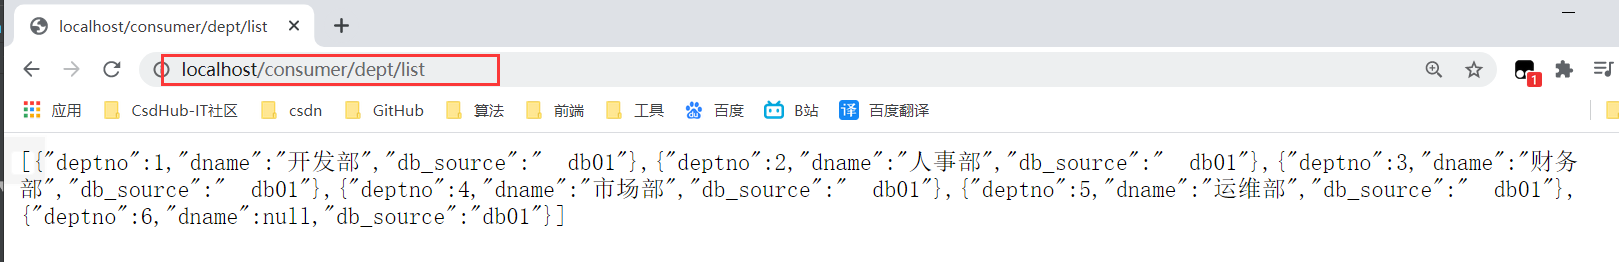 localhost/consumer/dept/list
localhost/consumer/dept/list
1
应用 CsdHub-IT社区 csdn GitHub 算法 前端 工具 du 百度 B站 译 百度翻译
[{"deptno":1,"dname":"开发部","db_source":"  db01"},{"deptno":2,"dname":"人事部","db_source":"  db01"},{"deptno":3,"dname":"财务
部","db_source":"  db01"},{"deptno":4,"dname":"市场部","db_source":"  db01"},{"deptno":5,"dname":"运维部","db_source":"  db01"},
{"deptno":6,"dname":null,"db_source":"db01"}]